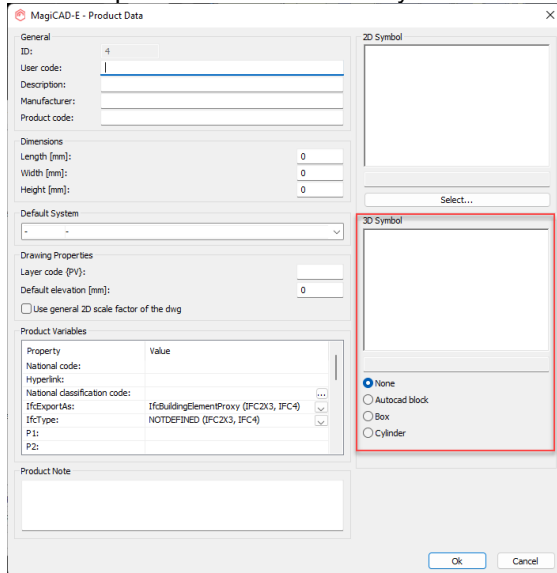 MagiCAD-E - Product Data
General
ID: 4
User code:
Description:
Manufacturer:
Product code:
Dimensions
Length [mm]: 0
Width [mm]: 0
Height [mm]: 0
Default System
- -
Drawing Properties
Layer code {PV}:
Default elevation [mm]: 0
Use general 2D scale factor of the dwg
Product Variables
Property Value
National code:
Hyperlink:
National classification code: ...
IfcExportAs: IfcBuildingElementProxy (IFC2X3, IFC4)
IfcType: NOTDEFINED (IFC2X3, IFC4)
P1:
P2:
Product Note
2D Symbol
Select...
3D Symbol
None
Autocad block
Box
Cylinder
Ok Cancel